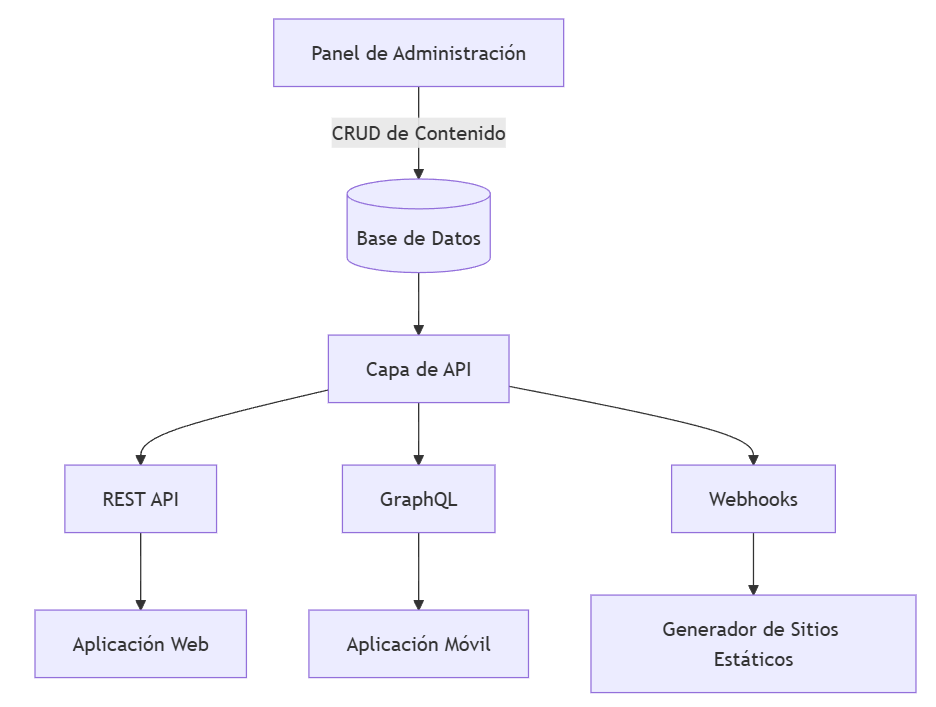 Panel de Administración
CRUD de Contenido
Base de Datos
Capa de API
REST API
GraphQL
Webhooks
Aplicación Web
Aplicación Móvil
Generador de Sitios
Estáticos